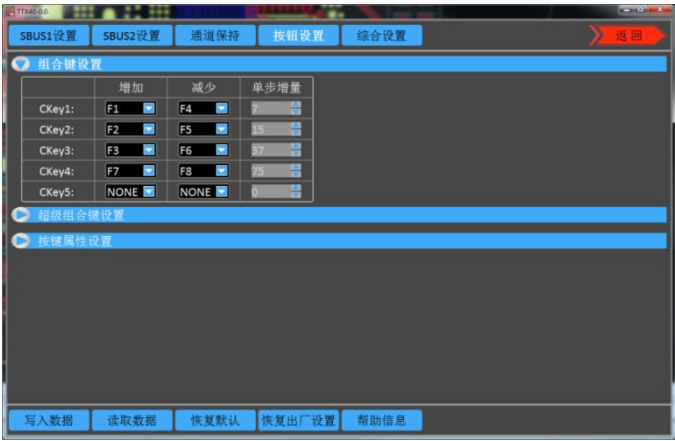 TTX40-0.0.
SBUS1设置 SBUS2设置 通道保持 按钮设置 综合设置 返回
组合键设置
增加 减少 单步增量
CKey1: F1 F4 7
CKey2: F2 F5 15
CKey3: F3 F6 37
CKey4: F7 F8 75
CKey5: NONE NONE 0
超级组合键设置
按键属性设置
写入数据 读取数据 恢复默认 恢复出厂设置 帮助信息